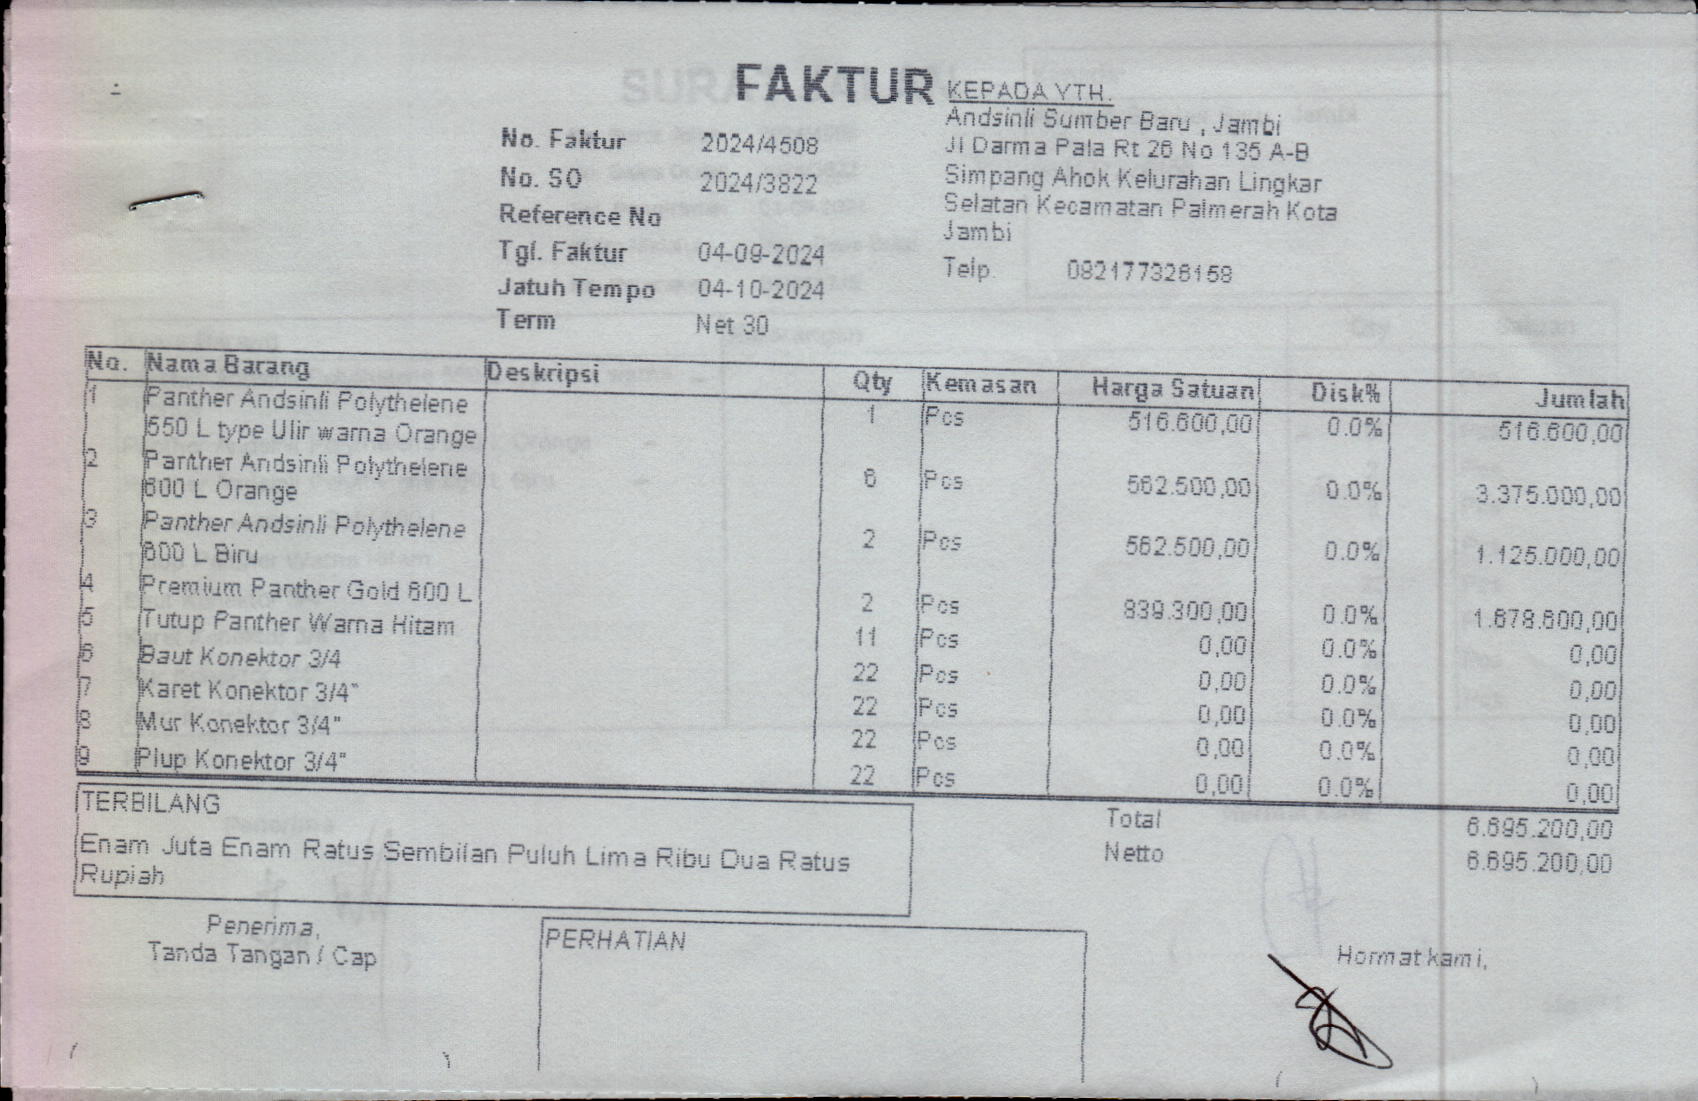 FAKTUR
KEPADA YTH.
Andsinli Sumber Baru , Jambi
Jl Darma Pala Rt 26 No 135 A-B
Simpang Ahok Kelurahan Lingkar
Selatan Kecamatan Palmerah Kota
Jambi
Telp. 082177326158
No. Faktur 2024/4508
No. SO 2024/3822
Reference No
Tgl. Faktur 04-09-2024
Jatuh Tempo 04-10-2024
Term Net 30
No. Nama Barang Deskripsi Qty Kemasan Harga Satuan Disk% Jumlah
1 Panther Andsinli Polythelene 1 Pcs 516.600,00 0.0% 516.600,00
550 L type Ulir warna Orange
2 Panther Andsinli Polythelene 6 Pcs 562.500,00 0.0% 3.375.000,00
600 L Orange
3 Panther Andsinli Polythelene 2 Pcs 562.500,00 0.0% 1.125.000,00
600 L Biru
4 Premium Panther Gold 600 L 2 Pcs 839.300,00 0.0% 1.678.600,00
5 Tutup Panther Warna Hitam 11 Pcs 0,00 0.0% 0,00
6 Baut Konektor 3/4 22 Pcs 0,00 0.0% 0,00
7 Karet Konektor 3/4" 22 Pcs 0,00 0.0% 0,00
8 Mur Konektor 3/4" 22 Pcs 0,00 0.0% 0,00
9 Plup Konektor 3/4" 22 Pcs 0,00 0.0% 0,00
TERBILANG
Enam Juta Enam Ratus Sembilan Puluh Lima Ribu Dua Ratus
Rupiah
Total 6.695.200,00
Netto 6.695.200,00
Penerima,
Tanda Tangan / Cap
PERHATIAN
Hormat kami,